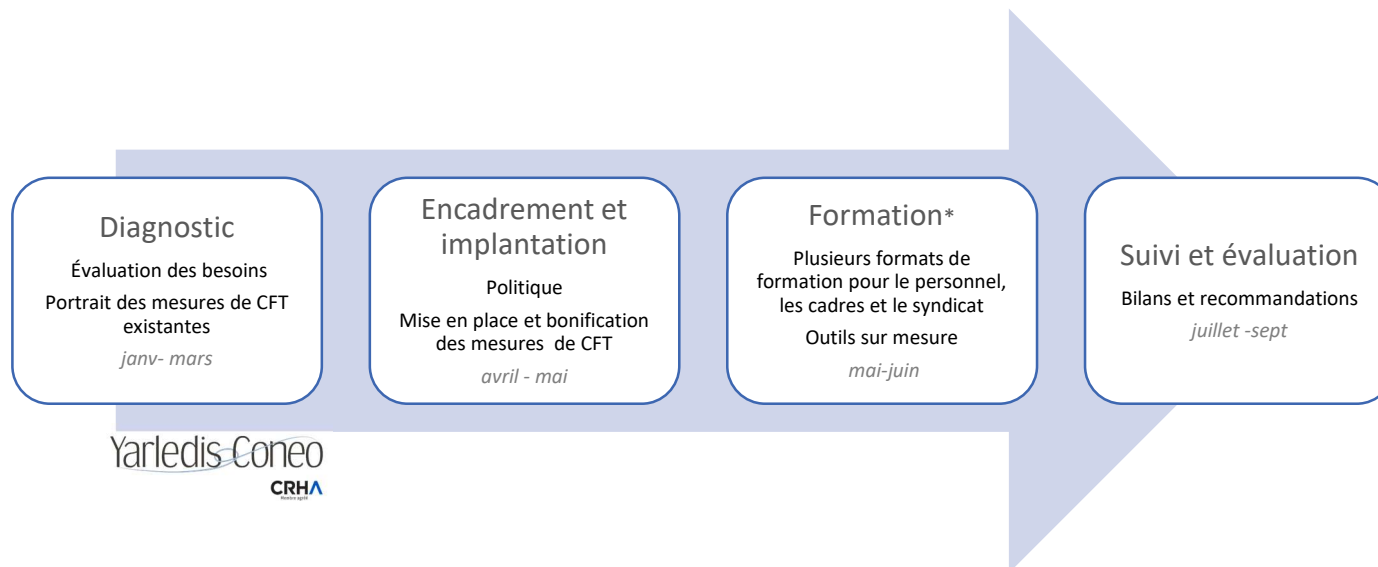 Diagnostic
Évaluation des besoins
Portrait des mesures de CFT
existantes
janv- mars
Encadrement et
implantation
Politique
Mise en place et bonification
des mesures de CFT
avril - mai
Formation*
Plusieurs formats de
formation pour le personnel,
les cadres et le syndicat
Outils sur mesure
mai-juin
Suivi et évaluation
Bilans et recommandations
juillet -sept
Yarledis Coneo
CRHA
Membre agréé